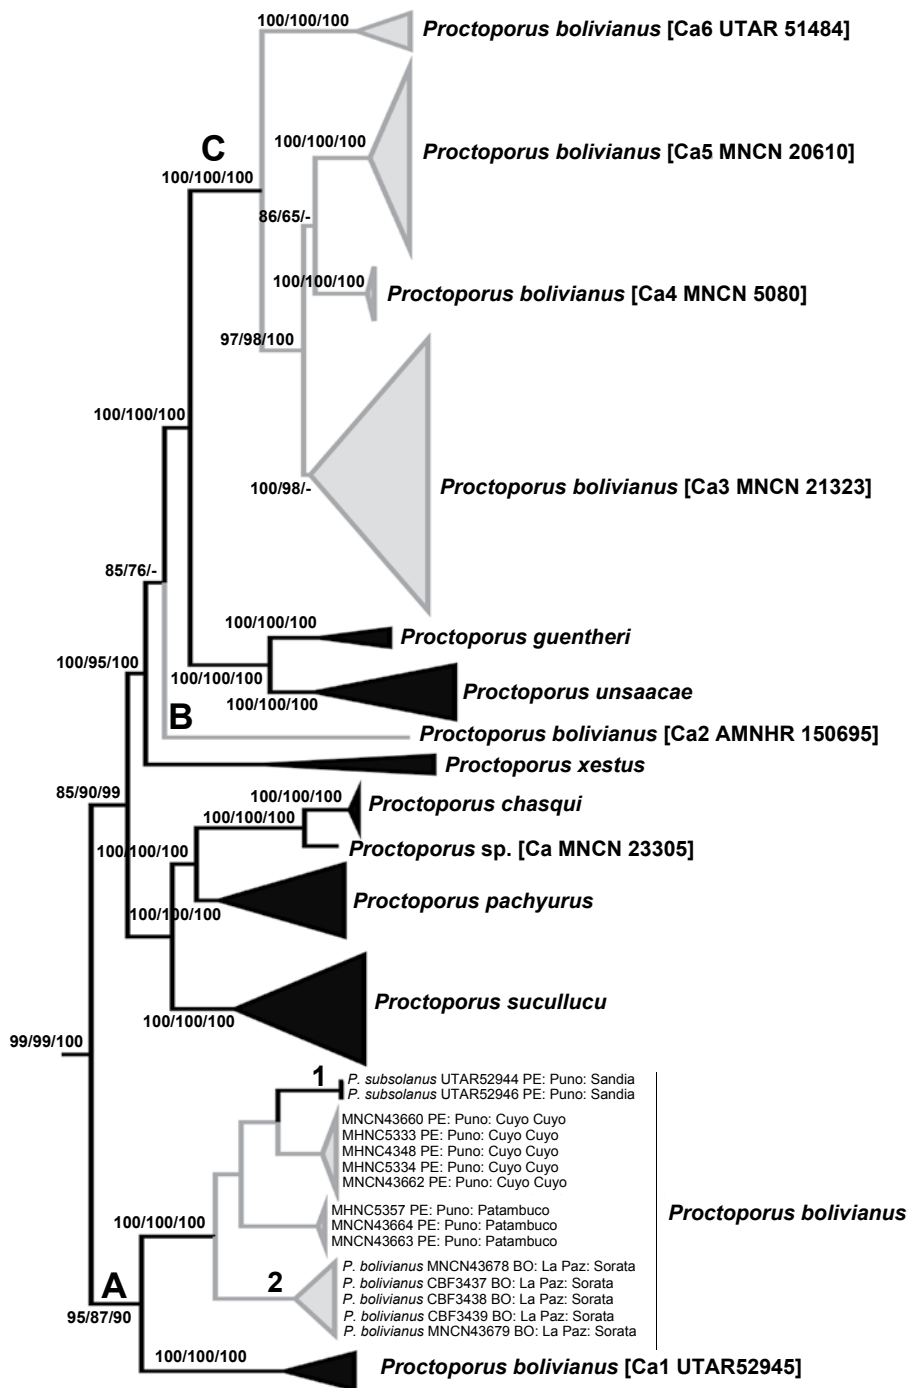 100/100/100
Proctoporus bolivianus [Ca6 UTAR 51484]
100/100/100
Proctoporus bolivianus [Ca5 MNCN 20610]
C
100/100/100
86/65/-
100/100/100
Proctoporus bolivianus [Ca4 MNCN 5080]
97/98/100
100/100/100
100/98/-
Proctoporus bolivianus [Ca3 MNCN 21323]
85/76/-
100/100/100
Proctoporus guentheri
100/95/100
100/100/100
Proctoporus unsaacae
100/100/100
B
Proctoporus bolivianus [Ca2 AMNHR 150695]
Proctoporus xestus
85/90/99
100/100/100
Proctoporus chasqui
100/100/100
Proctoporus sp. [Ca MNCN 23305]
100/100/100
Proctoporus pachyurus
100/100/100
Proctoporus sucullucu
100/100/100
99/99/100
1
P. subsolanus UTAR52944 PE: Puno: Sandia
P. subsolanus UTAR52946 PE: Puno: Sandia
MNCN43660 PE: Puno: Cuyo Cuyo
MHNC5333 PE: Puno: Cuyo Cuyo
MHNC4348 PE: Puno: Cuyo Cuyo
MHNC5334 PE: Puno: Cuyo Cuyo
MNCN43662 PE: Puno: Cuyo Cuyo
MHNC5357 PE: Puno: Patambuco
MNCN43664 PE: Puno: Patambuco
MNCN43663 PE: Puno: Patambuco
Proctoporus bolivianus
100/100/100
2
P. bolivianus MNCN43678 BO: La Paz: Sorata
P. bolivianus CBF3437 BO: La Paz: Sorata
P. bolivianus CBF3438 BO: La Paz: Sorata
P. bolivianus CBF3439 BO: La Paz: Sorata
P. bolivianus MNCN43679 BO: La Paz: Sorata
A
95/87/90
100/100/100
Proctoporus bolivianus [Ca1 UTAR52945]